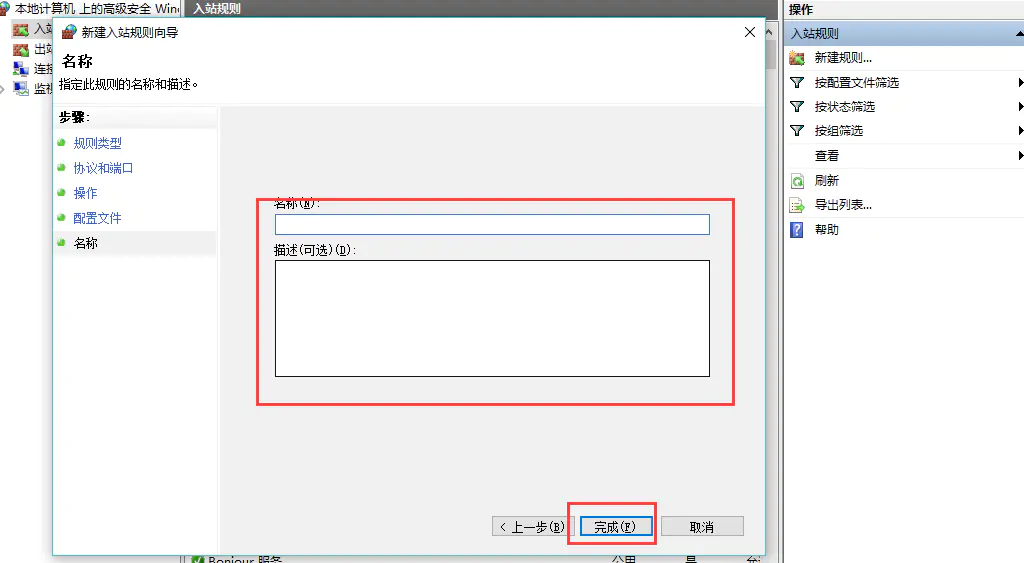 本地计算机 上的高级安全 Win
入站规则
操作
入站
新建入站规则向导
入站规则
出站
名称
新建规则...
连接
指定此规则的名称和描述。
按配置文件筛选
监视
步骤:
按状态筛选
规则类型
按组筛选
协议和端口
查看
操作
刷新
配置文件
名称(N):
导出列表...
名称
帮助
描述(可选)(D):
< 上一步(B)
完成(F)
取消
Bonjour 服务
公用
是